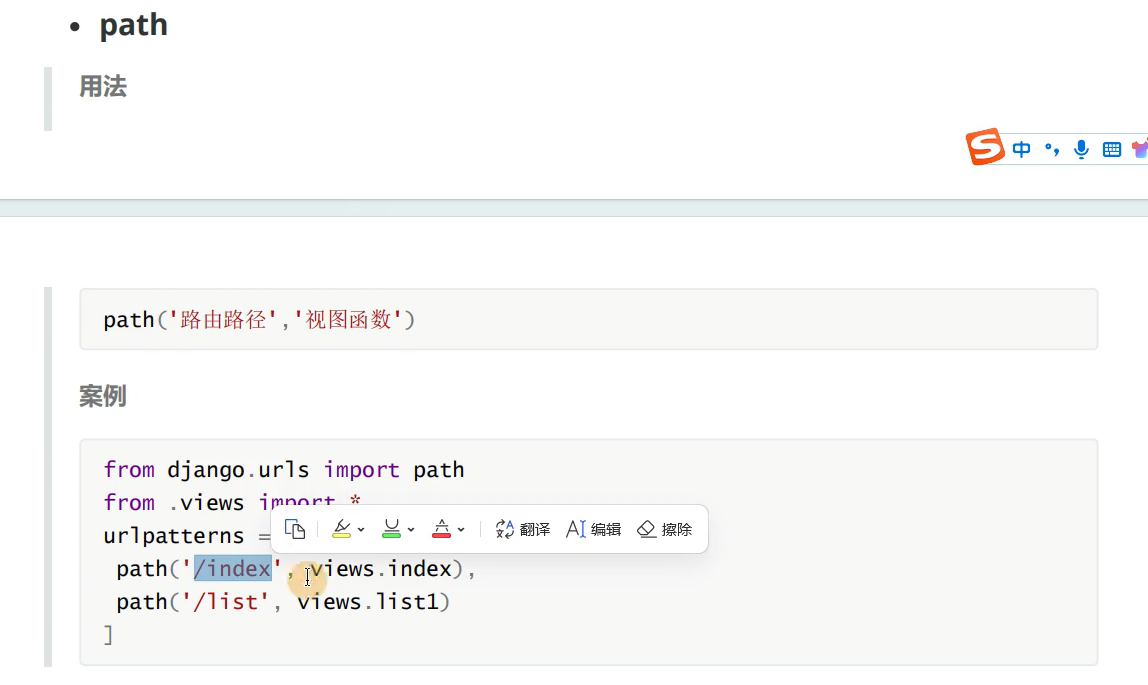 path
用法
中
path('路由路径','视图函数')
案例
from django.urls import path
from .views import *
翻译 编辑 擦除
urlpatterns =
path('/index', views.index),
path('/list', views.list1)
]